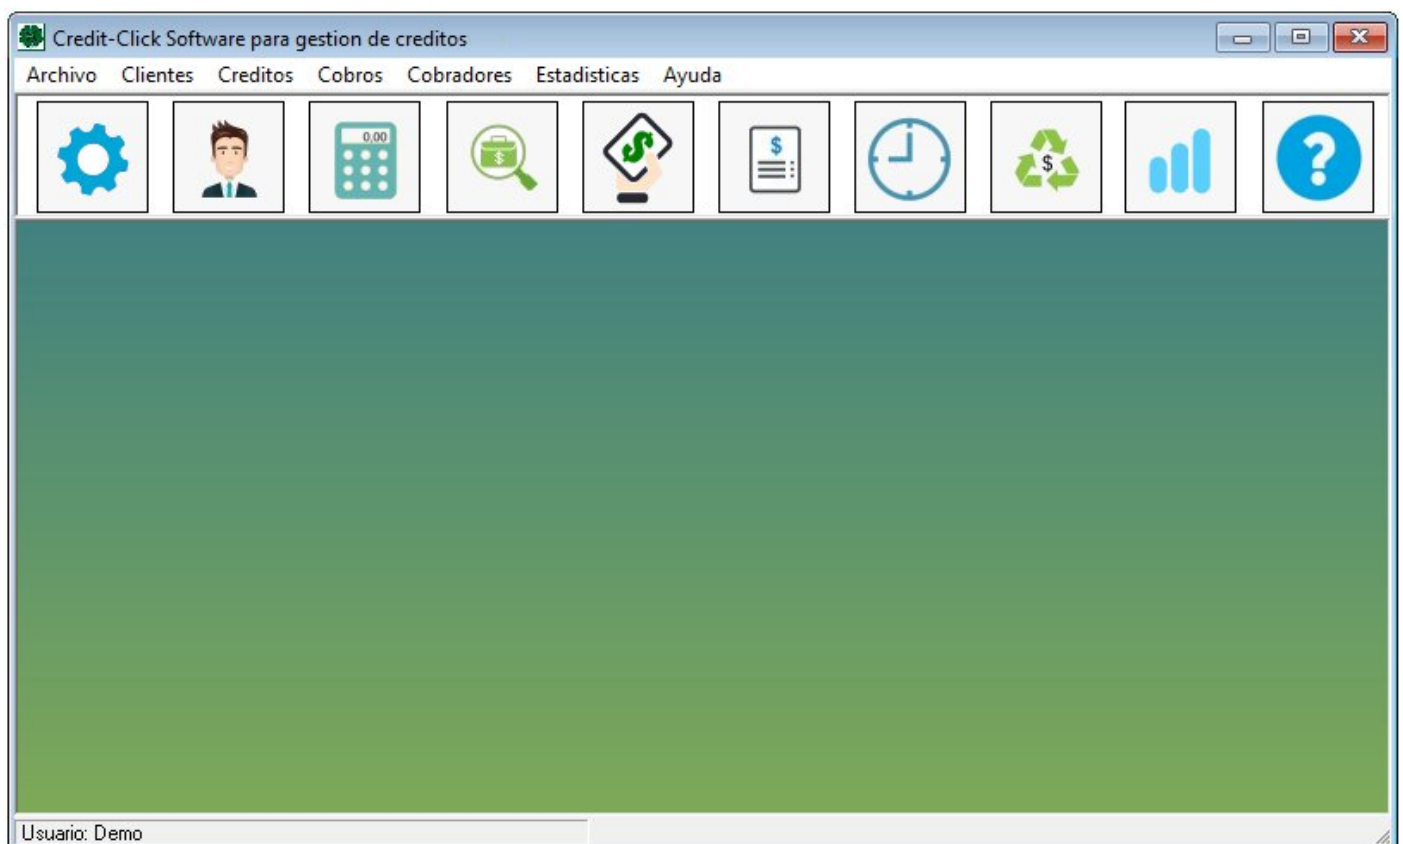 Credit-Click Software para gestion de creditos
Archivo Clientes Creditos Cobros Cobradores Estadisticas Ayuda
0,00
$
$
$
$
?
Usuario: Demo